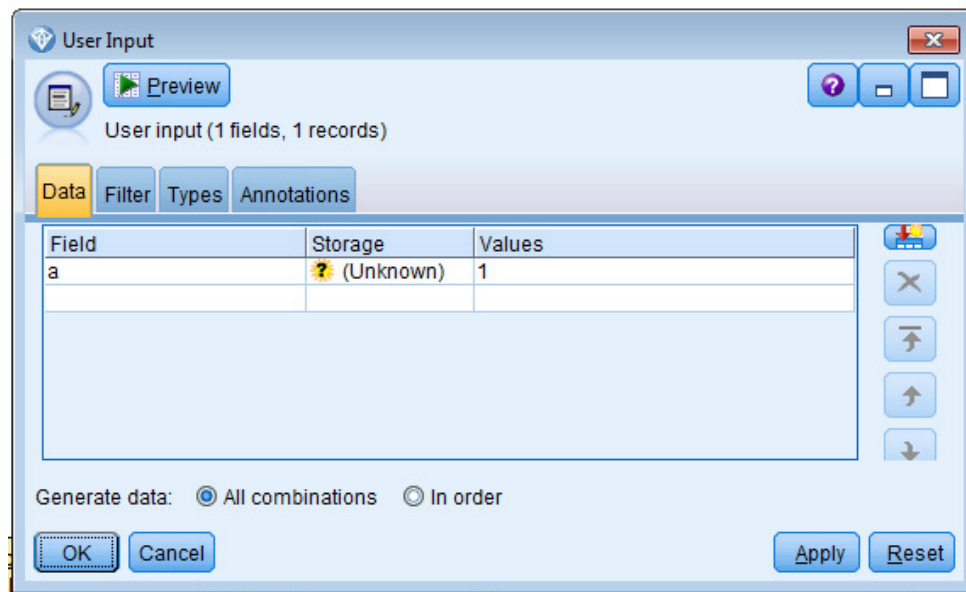 User Input
Preview
User input (1 fields, 1 records)
Data Filter Types Annotations
Field Storage Values
a (Unknown) 1
Generate data: All combinations In order
OK Cancel Apply Reset